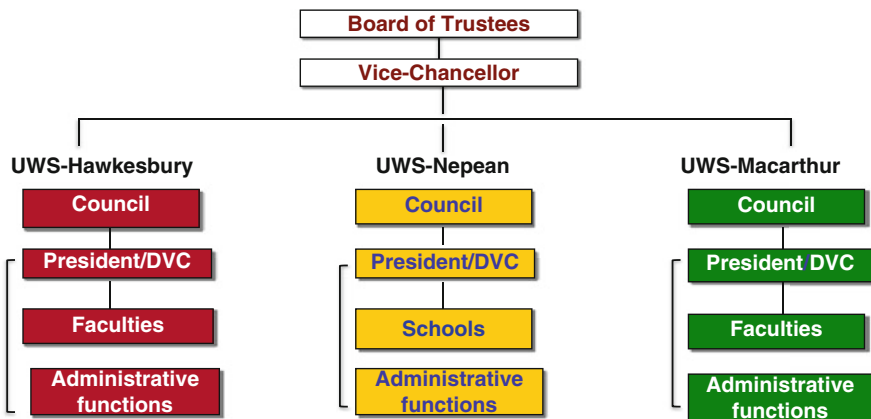 Board of Trustees
Vice-Chancellor
UWS-Hawkesbury
Council
President/DVC
Faculties
Administrative
functions
UWS-Nepean
Council
President/DVC
Schools
Administrative
functions
UWS-Macarthur
Council
President/DVC
Faculties
Administrative
functions